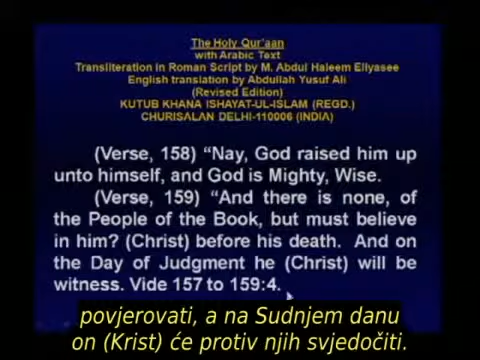 The Holy Qur'aan
with Arabic Text
Transliteration in Roman Script by M. Abdul Haleem Eliyasee
English translation by Abdullah Yusuf Ali
(Revised Edition)
KUTUB KHANA ISHAYAT-UL-ISLAM (REGD.)
CHURISALAN DELHI-110006 (INDIA)
(Verse, 158) “Nay, God raised him up
unto himself, and God is Mighty, Wise.
(Verse, 159) “And there is none, of
the People of the Book, but must believe
in him? (Christ) before his death. And on
the Day of Judgment he (Christ) will be
witness. Vide 157 to 159:4.
povjerovati, a na Sudnjem danu
on (Krist) će protiv njih svjedočiti.